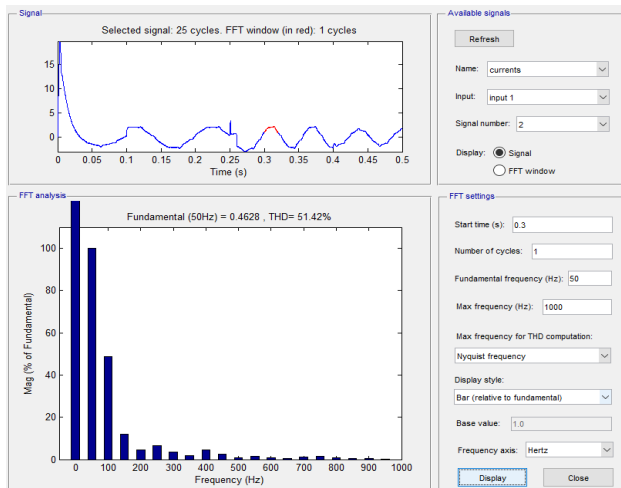 Signal
Selected signal: 25 cycles. FFT window (in red): 1 cycles
15
10
5
0
0 0.05 0.1 0.15 0.2 0.25 0.3 0.35 0.4 0.45 0.5
Time (s)
Available signals
Refresh
Name: currents
Input: input 1
Signal number: 2
Display: Signal
FFT window
FFT analysis
Fundamental (50Hz) = 0.4628 , THD= 51.42%
Mag (% of Fundamental)
100
80
60
40
20
0
0 100 200 300 400 500 600 700 800 900 1000
Frequency (Hz)
FFT settings
Start time (s): 0.3
Number of cycles: 1
Fundamental frequency (Hz): 50
Max frequency (Hz): 1000
Max frequency for THD computation:
Nyquist frequency
Display style:
Bar (relative to fundamental)
Base value: 1.0
Frequency axis: Hertz
Display Close